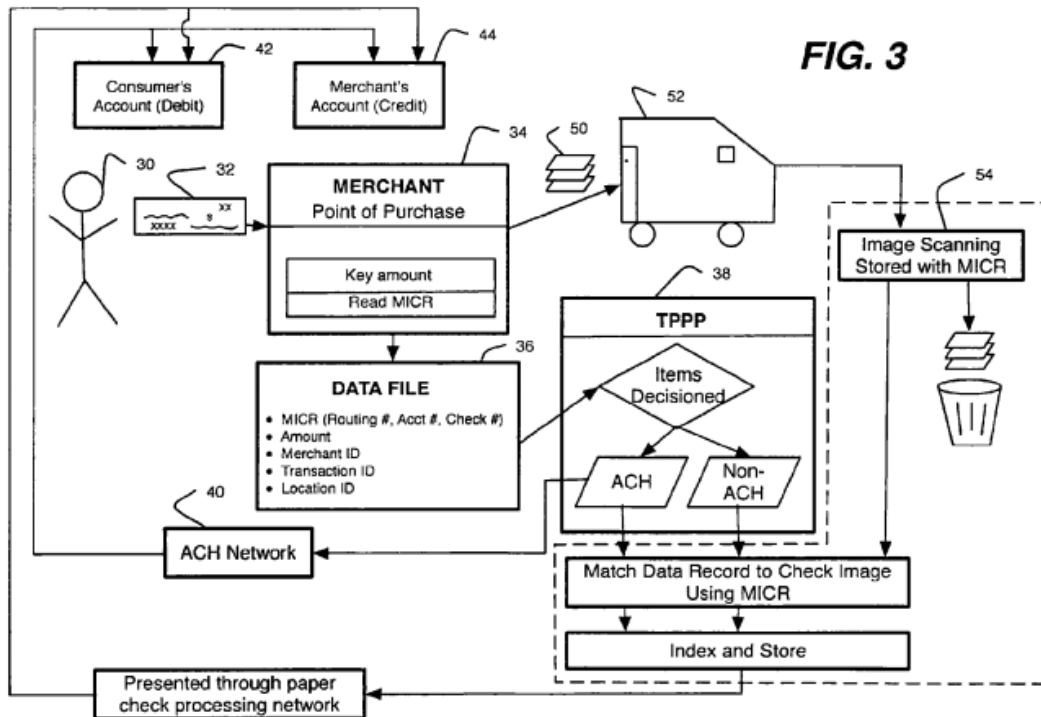 FIG. 3
42
44
Consumer's
Account (Debit)
Merchant's
Account (Credit)
30
32
xx
xxxx
s
34
MERCHANT
Point of Purchase
Key amount
Read MICR
50
52
54
Image Scanning
Stored with MICR
36
DATA FILE
• MICR (Routing #, Acct #, Check #)
• Amount
• Merchant ID
• Transaction ID
• Location ID
38
TPPP
Items
Decisioned
ACH
Non-
ACH
40
ACH Network
Match Data Record to Check Image
Using MICR
Index and Store
Presented through paper
check processing network